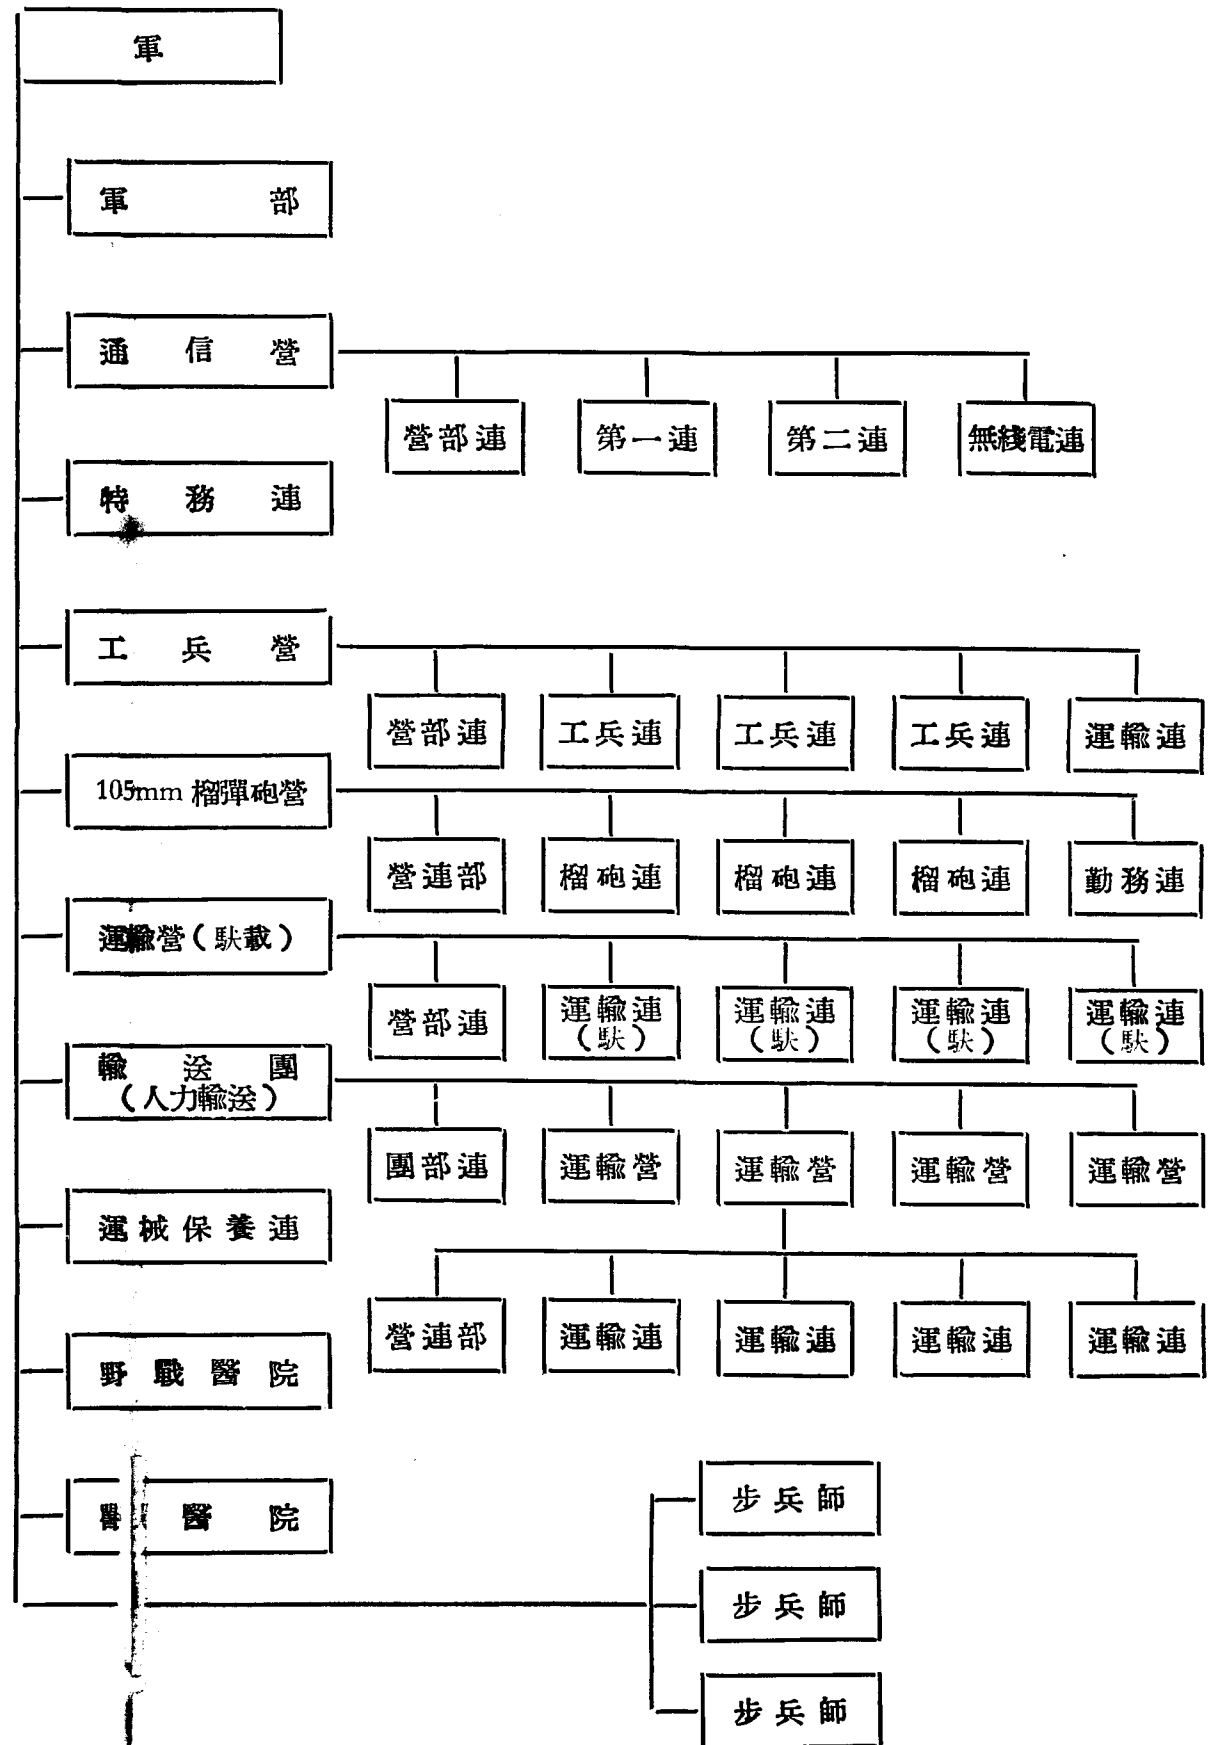 軍
軍部
通信營
營部連
第一連
第二連
無綫電連
特務連
工兵營
營部連
工兵連
工兵連
工兵連
運輸連
105mm 榴彈砲營
營連部
榴砲連
榴砲連
榴砲連
勤務連
運輸營(馱載)
營部連
運輸連
(馱)
運輸連
(馱)
運輸連
(馱)
運輸連
(馱)
輸送團
(人力輸送)
團部連
運輸營
運輸營
運輸營
運輸營
運械保養連
營連部
運輸連
運輸連
運輸連
運輸連
野戰醫院
醫院
步兵師
步兵師
步兵師